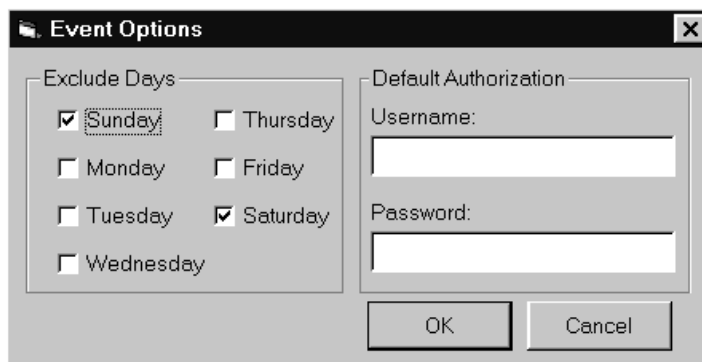 Event Options
Exclude Days
Sunday
Monday
Tuesday
Wednesday
Thursday
Friday
Saturday
Default Authorization
Username:
Password:
OK
Cancel